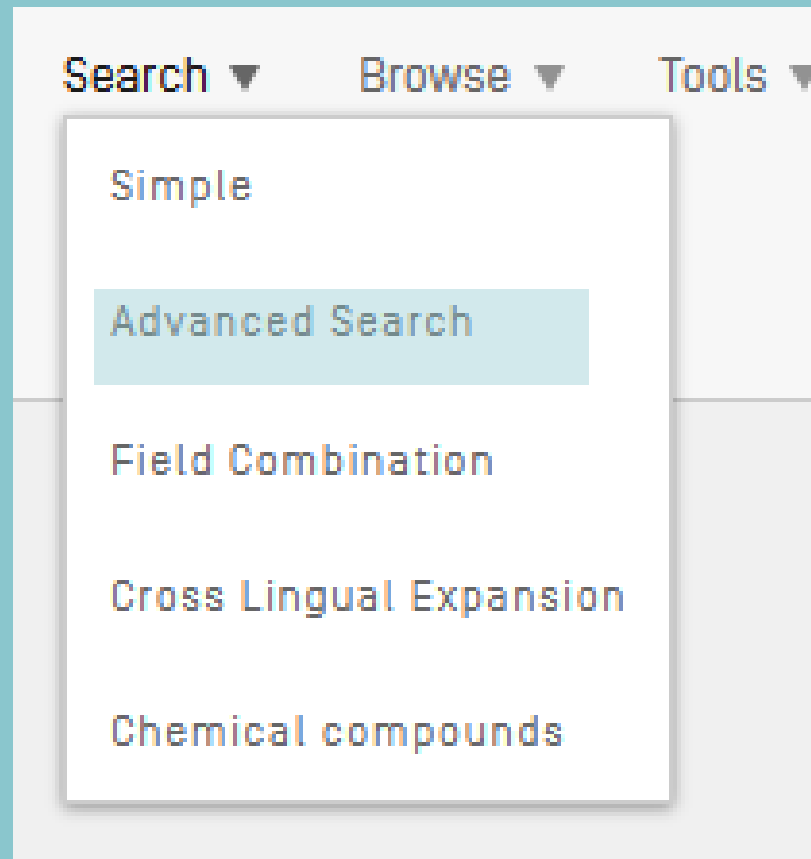 Search ▼ Browse ▼ Tools ▼
Simple
Advanced Search
Field Combination
Cross Lingual Expansion
Chemical compounds